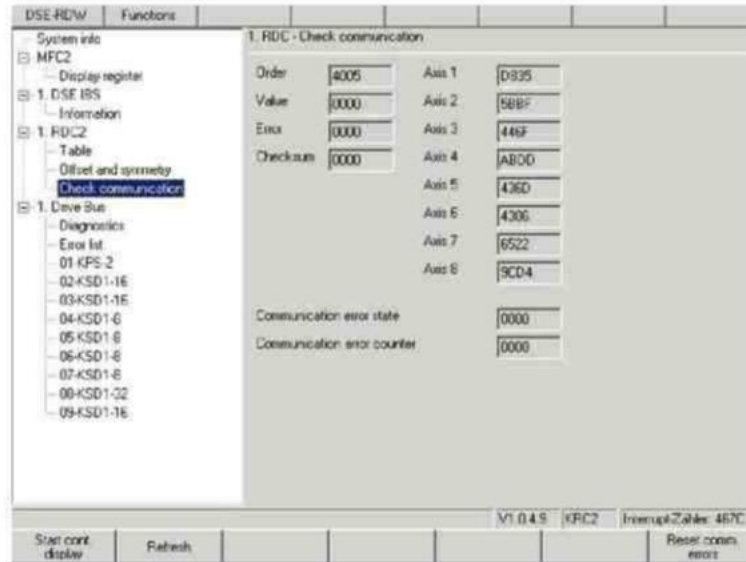 DSE-RDW Functions
System info
MFC2
Display register
1. DSE IBS
Information
1. RDC2
Table
Offset and symmetry
Check communication
1. Drive Bus
Diagnostics
Error list
01-KPS-2
02-KSD1-16
03-KSD1-16
04-KSD1-8
05-KSD1-8
06-KSD1-8
07-KSD1-8
08-KSD1-32
09-KSD1-16
1. RDC - Check communication
Order 4005 Axis 1 D835
Value 0000 Axis 2 5BBF
Error 0000 Axis 3 446F
Checksum 0000 Axis 4 ABDD
Axis 5 436D
Axis 6 4306
Axis 7 6522
Axis 8 9CD4
Communication error state 0000
Communication error counter 0000
V1.0.4.9 KRC2 Interrupt-Zähler: 467C
Start cont. display
Refresh
Reset comm. errors